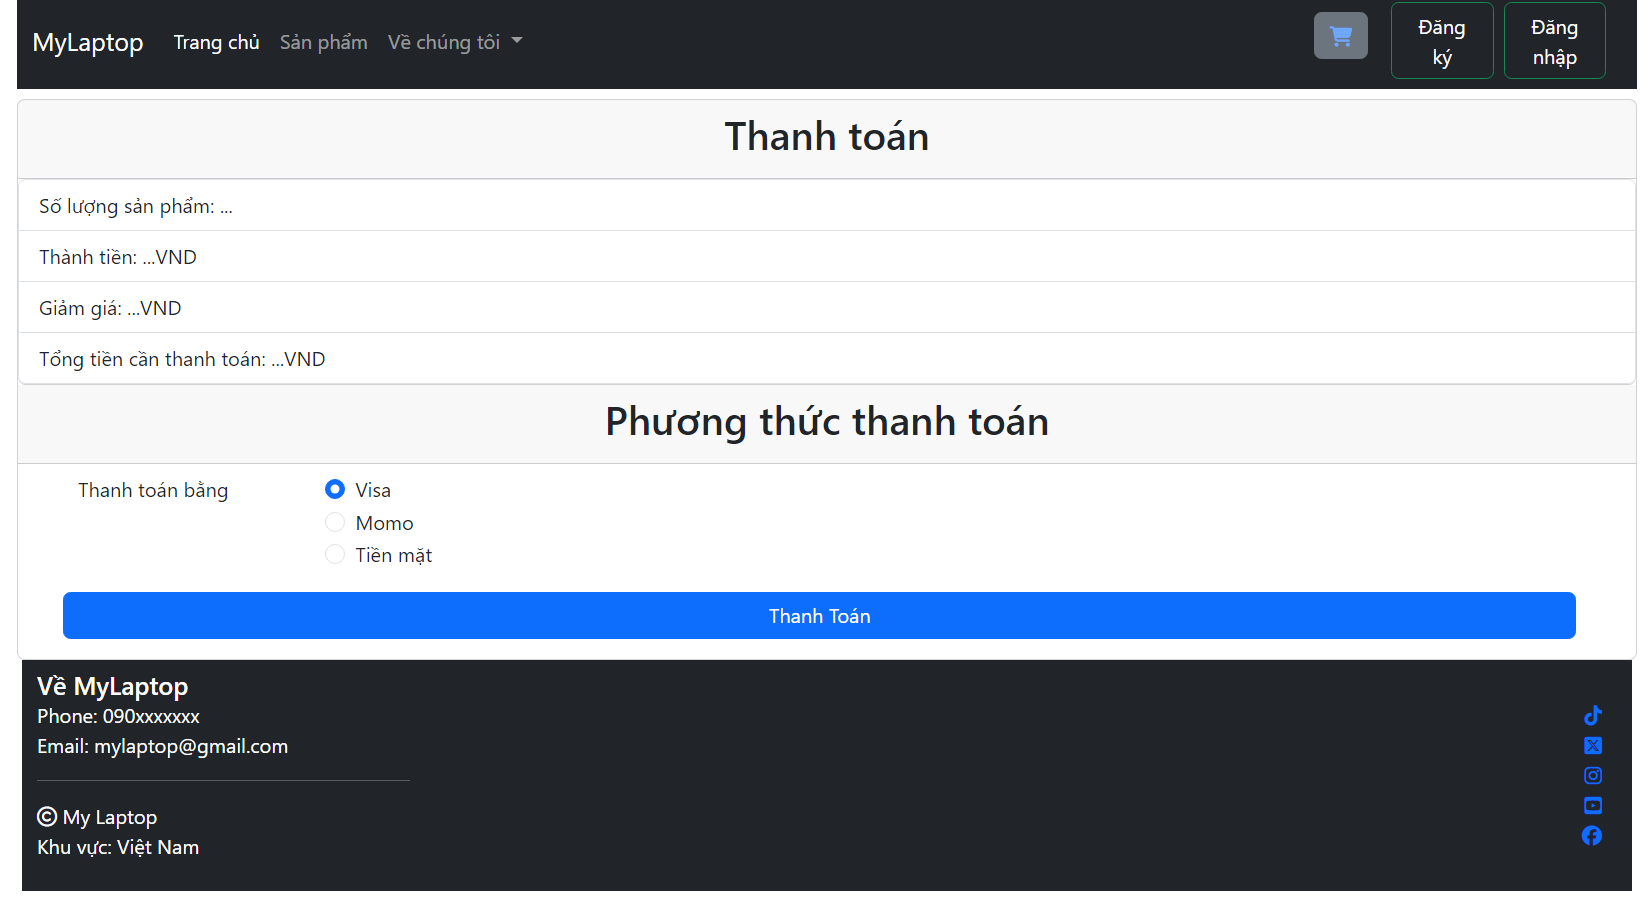 MyLaptop Trang chủ Sản phẩm Về chúng tôi
Đăng
ký
Đăng
nhập
Thanh toán
Số lượng sản phẩm: ...
Thành tiền: ...VND
Giảm giá: ...VND
Tổng tiền cần thanh toán: ...VND
Phương thức thanh toán
Thanh toán bằng
Visa
Momo
Tiền mặt
Thanh Toán
Về MyLaptop
Phone: 090xxxxxxx
Email: mylaptop@gmail.com
© My Laptop
Khu vực: Việt Nam